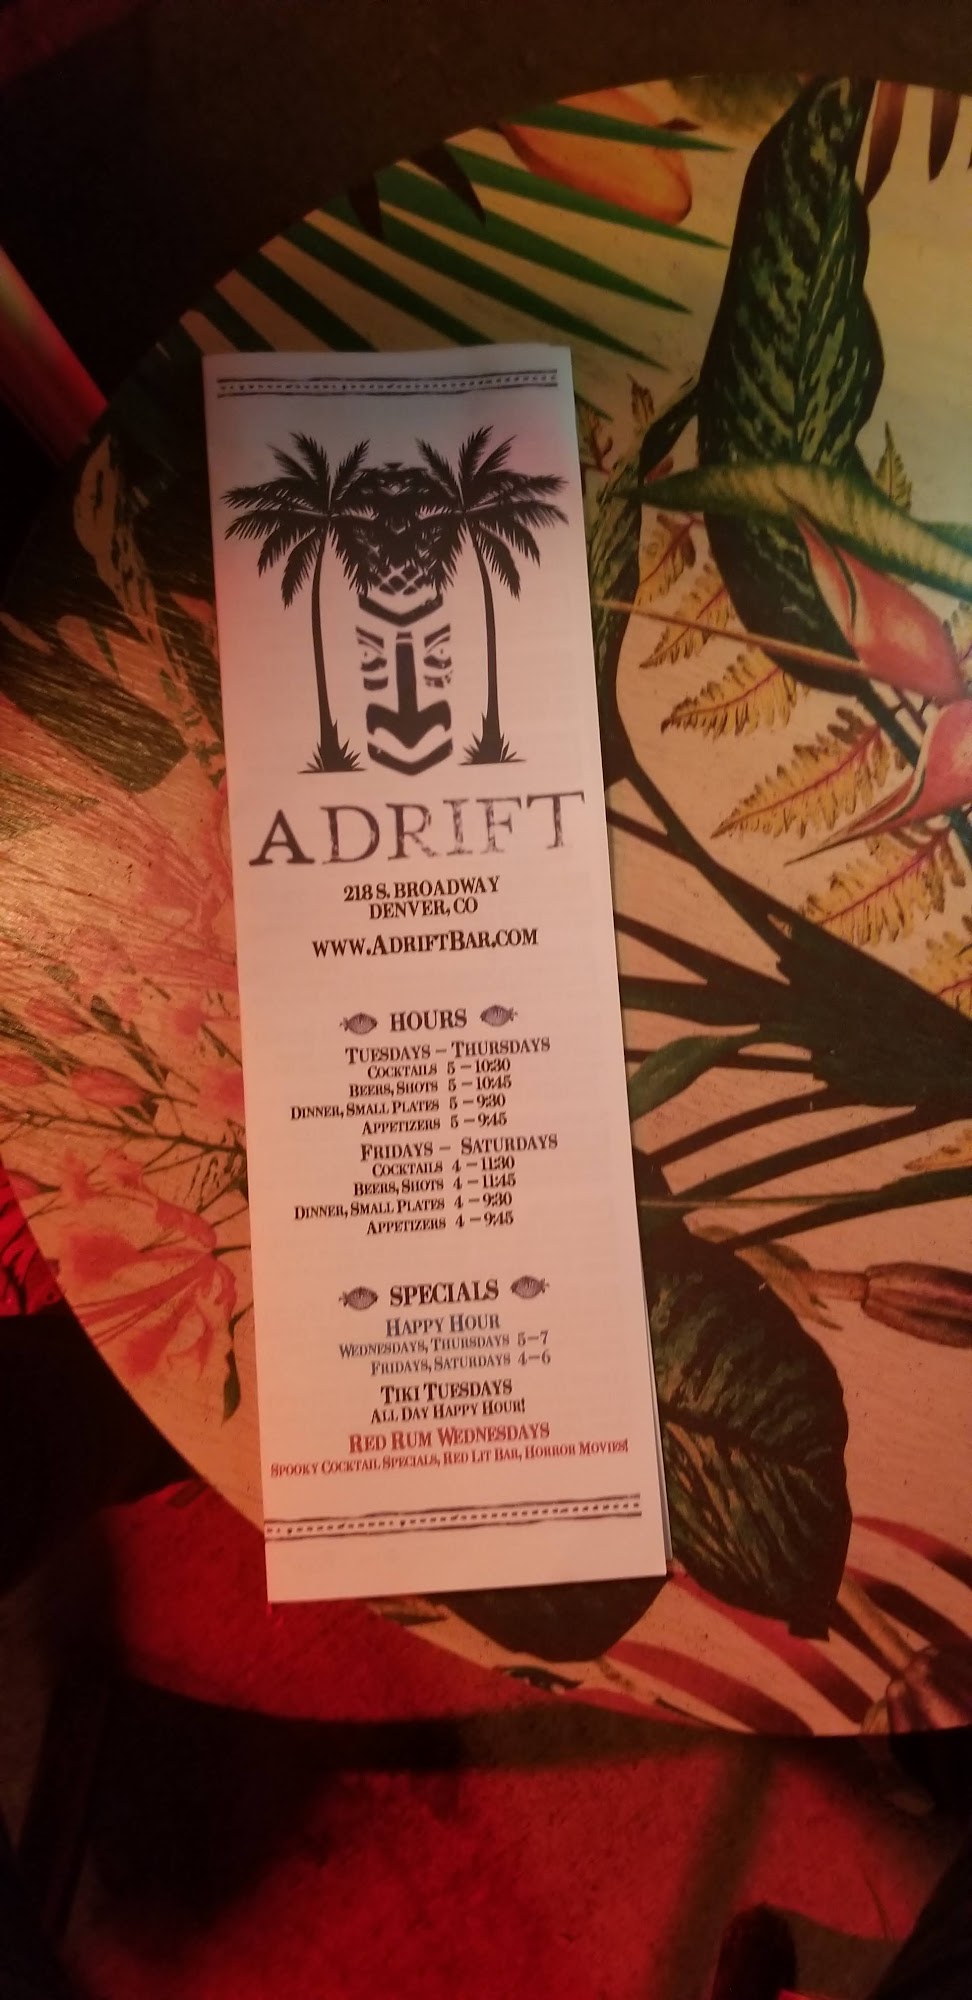 ADRIFT
218 S. BROADWAY
DENVER, CO
WWW.ADRIFTBAR.COM
HOURS
TUESDAYS – THURSDAYS
COCKTAILS 5 – 10:30
BEERS, SHOTS 5 – 10:45
DINNER, SMALL PLATES 5 – 9:30
APPETIZERS 5 – 9:45
FRIDAYS – SATURDAYS
COCKTAILS 4 – 11:30
BEERS, SHOTS 4 – 11:45
DINNER, SMALL PLATES 4 – 9:30
APPETIZERS 4 – 9:45
SPECIALS
HAPPY HOUR
WEDNESDAYS, THURSDAYS 5–7
FRIDAYS, SATURDAYS 4–6
TIKI TUESDAYS
ALL DAY HAPPY HOUR!
RED RUM WEDNESDAYS
SPOOKY COCKTAIL SPECIALS, RED LIT BAR, HORROR MOVIES!